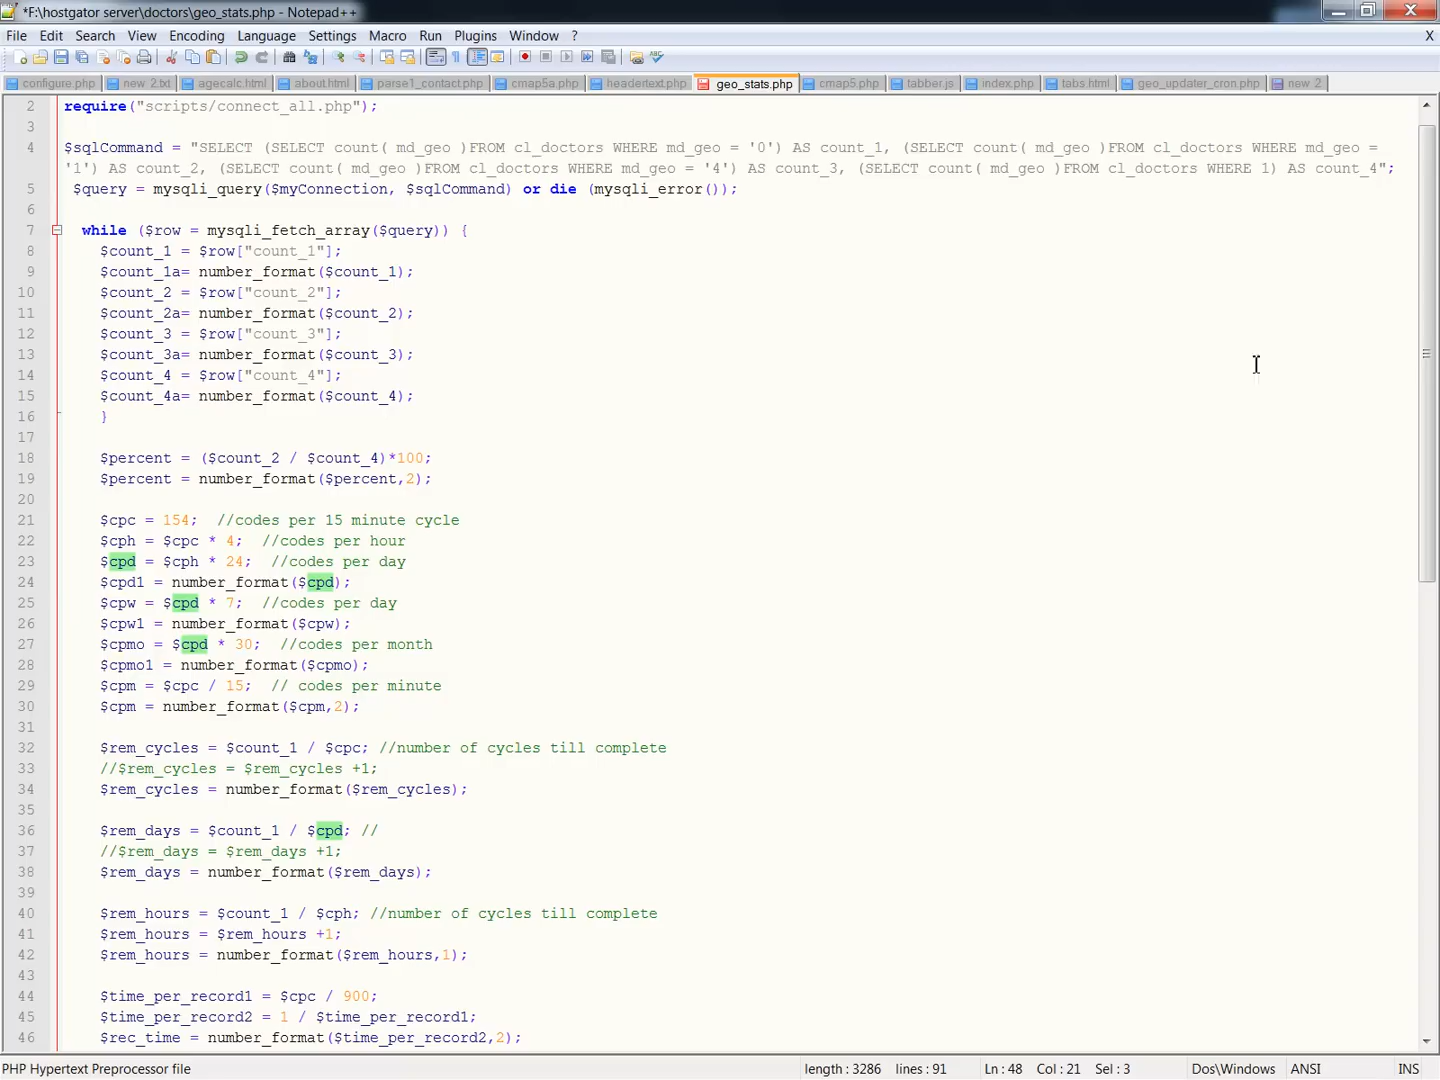 *F:\hostgator server\doctors\geo_stats.php - Notepad++
File Edit Search View Encoding Language Settings Macro Run Plugins Window ? X
configure.php new 2.txt agecalc.html about.html parse1_contact.php cmap5a.php headertext.php geo_stats.php cmap5.php tabber.js index.php tabs.html geo_updater_cron.php new 2
2 require("scripts/connect_all.php");
3
4 $sqlCommand = "SELECT (SELECT count( md_geo )FROM cl_doctors WHERE md_geo = '0') AS count_1, (SELECT count( md_geo )FROM cl_doctors WHERE md_geo =
'1') AS count_2, (SELECT count( md_geo )FROM cl_doctors WHERE md_geo = '4') AS count_3, (SELECT count( md_geo )FROM cl_doctors WHERE 1) AS count_4";
5 $query = mysqli_query($myConnection, $sqlCommand) or die (mysqli_error());
6
7 while ($row = mysqli_fetch_array($query)) {
8 $count_1 = $row["count_1"];
9 $count_1a= number_format($count_1);
10 $count_2 = $row["count_2"];
11 $count_2a= number_format($count_2);
12 $count_3 = $row["count_3"];
13 $count_3a= number_format($count_3);
14 $count_4 = $row["count_4"];
15 $count_4a= number_format($count_4);
16 }
17
18 $percent = ($count_2 / $count_4)*100;
19 $percent = number_format($percent,2);
20
21 $cpc = 154; //codes per 15 minute cycle
22 $cph = $cpc * 4; //codes per hour
23 $cpd = $cph * 24; //codes per day
24 $cpd1 = number_format($cpd);
25 $cpw = $cpd * 7; //codes per day
26 $cpw1 = number_format($cpw);
27 $cpmo = $cpd * 30; //codes per month
28 $cpmo1 = number_format($cpmo);
29 $cpm = $cpc / 15; // codes per minute
30 $cpm = number_format($cpm,2);
31
32 $rem_cycles = $count_1 / $cpc; //number of cycles till complete
33 //$rem_cycles = $rem_cycles +1;
34 $rem_cycles = number_format($rem_cycles);
35
36 $rem_days = $count_1 / $cpd; //
37 //$rem_days = $rem_days +1;
38 $rem_days = number_format($rem_days);
39
40 $rem_hours = $count_1 / $cph; //number of cycles till complete
41 $rem_hours = $rem_hours +1;
42 $rem_hours = number_format($rem_hours,1);
43
44 $time_per_record1 = $cpc / 900;
45 $time_per_record2 = 1 / $time_per_record1;
46 $rec_time = number_format($time_per_record2,2);
PHP Hypertext Preprocessor file length : 3286 lines : 91 Ln : 48 Col : 21 Sel : 3 Dos\Windows ANSI INS